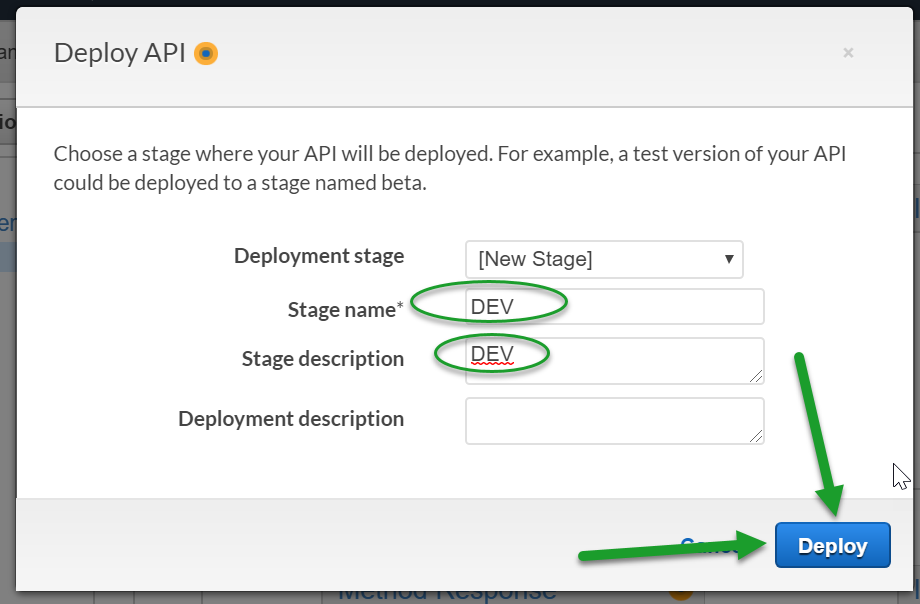 Deploy API
×
Choose a stage where your API will be deployed. For example, a test version of your API
could be deployed to a stage named beta.
Deployment stage
[New Stage]
Stage name*
DEV
Stage description
DEV
Deployment description
Cancel
Deploy
Method Response